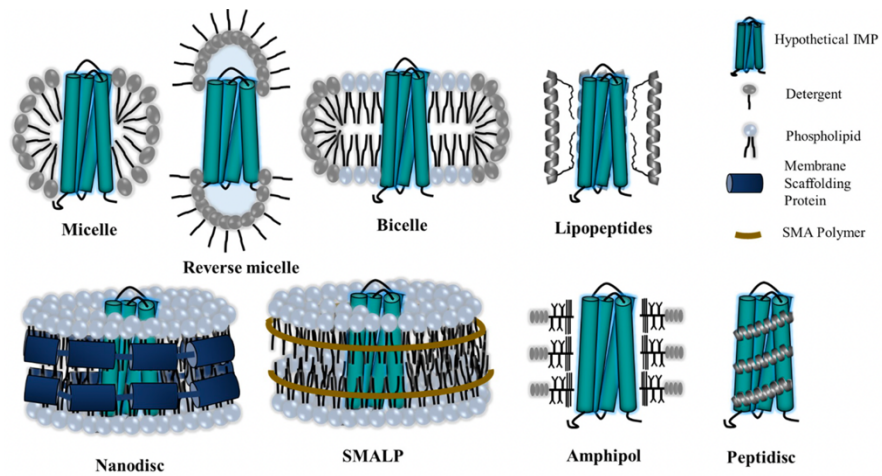 Hypothetical IMP
Detergent
Phospholipid
Membrane
Scaffolding
Protein
SMA Polymer
Micelle
Reverse micelle
Bicelle
Lipopeptides
Nanodisc
SMALP
Amphipol
Peptidisc